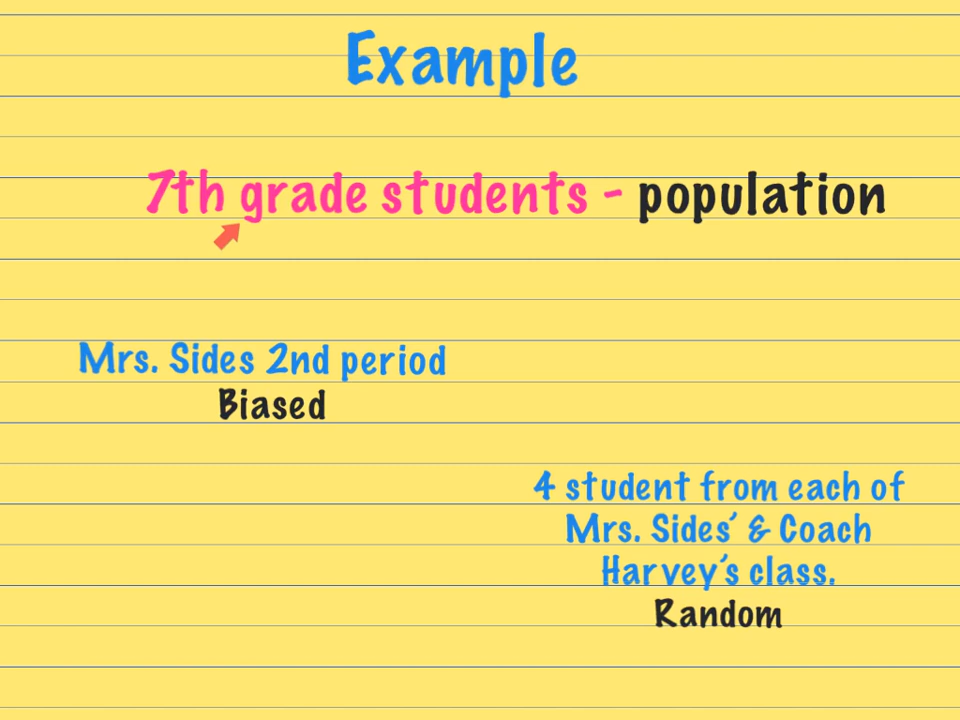 Example
7th grade students - population
Mrs. Sides 2nd period
Biased
4 student from each of
Mrs. Sides' & Coach
Harvey's class.
Random